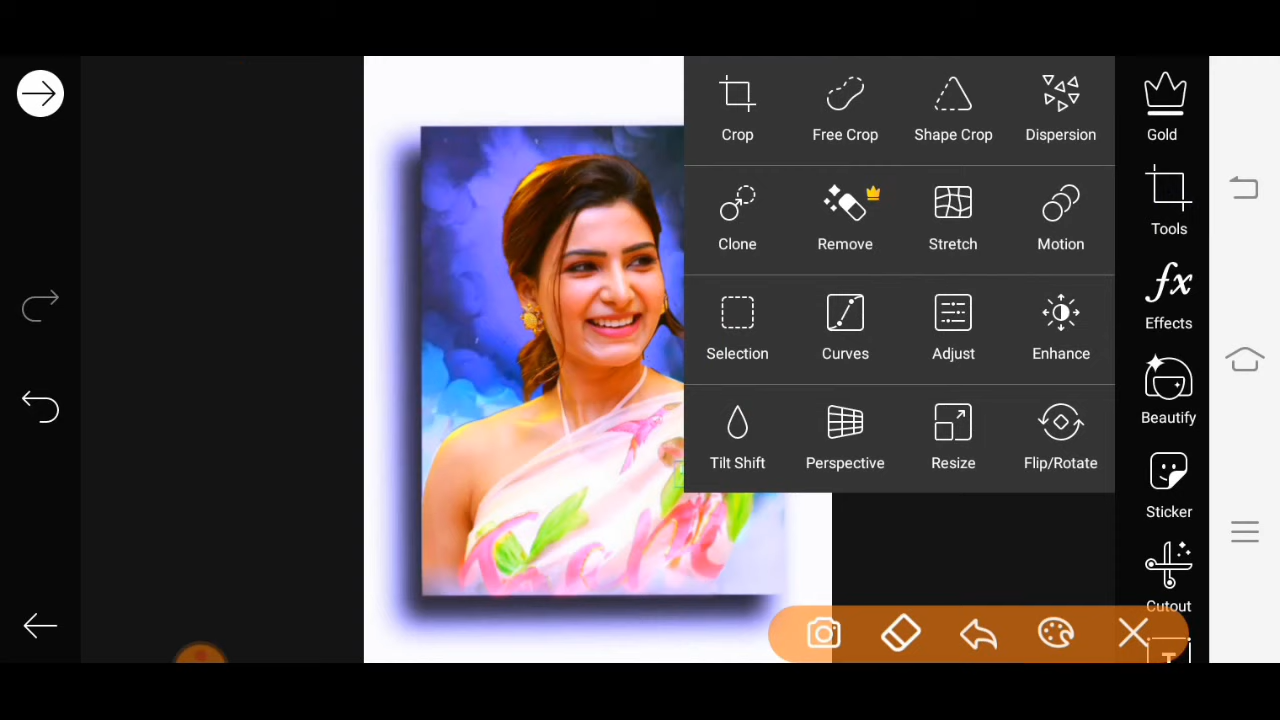 Crop Free Crop Shape Crop Dispersion
Clone Remove Stretch Motion
Selection Curves Adjust Enhance
Tilt Shift Perspective Resize Flip/Rotate
Gold
Tools
fx
Effects
Beautify
Sticker
Cutout
T